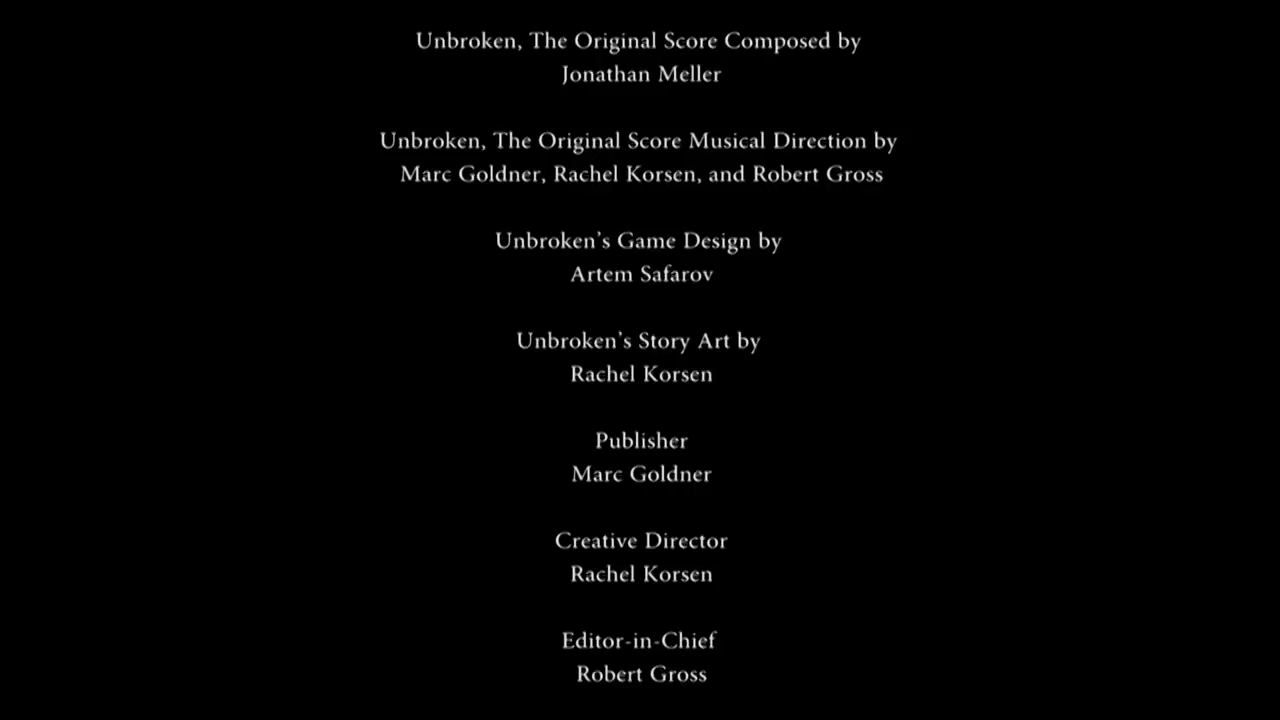 Unbroken, The Original Score Composed by
Jonathan Meller
Unbroken, The Original Score Musical Direction by
Marc Goldner, Rachel Korsen, and Robert Gross
Unbroken’s Game Design by
Artem Safarov
Unbroken’s Story Art by
Rachel Korsen
Publisher
Marc Goldner
Creative Director
Rachel Korsen
Editor-in-Chief
Robert Gross